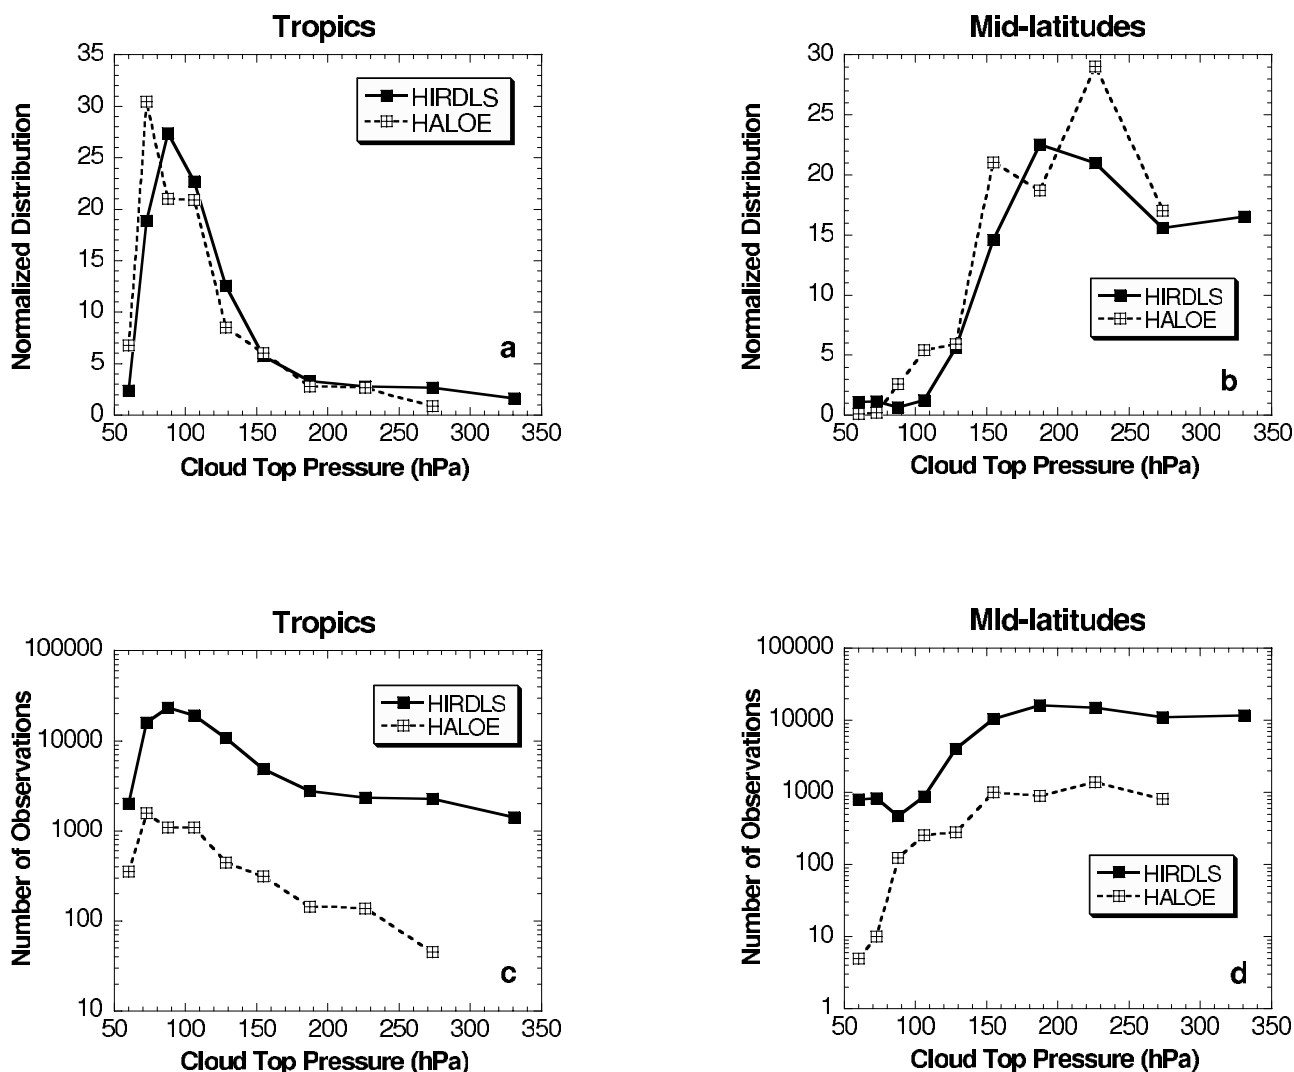 Tropics
35
30
25
20
15
10
5
0
Normalized Distribution
HIRDLS
HALOE
a
50 100 150 200 250 300 350
Cloud Top Pressure (hPa)
Mid-latitudes
30
25
20
15
10
5
0
Normalized Distribution
HIRDLS
HALOE
b
50 100 150 200 250 300 350
Cloud Top Pressure (hPa)
Tropics
100000
10000
1000
100
10
Number of Observations
HIRDLS
HALOE
c
50 100 150 200 250 300 350
Cloud Top Pressure (hPa)
MId-latitudes
100000
10000
1000
100
10
1
Number of Observations
HIRDLS
HALOE
d
50 100 150 200 250 300 350
Cloud Top Pressure (hPa)